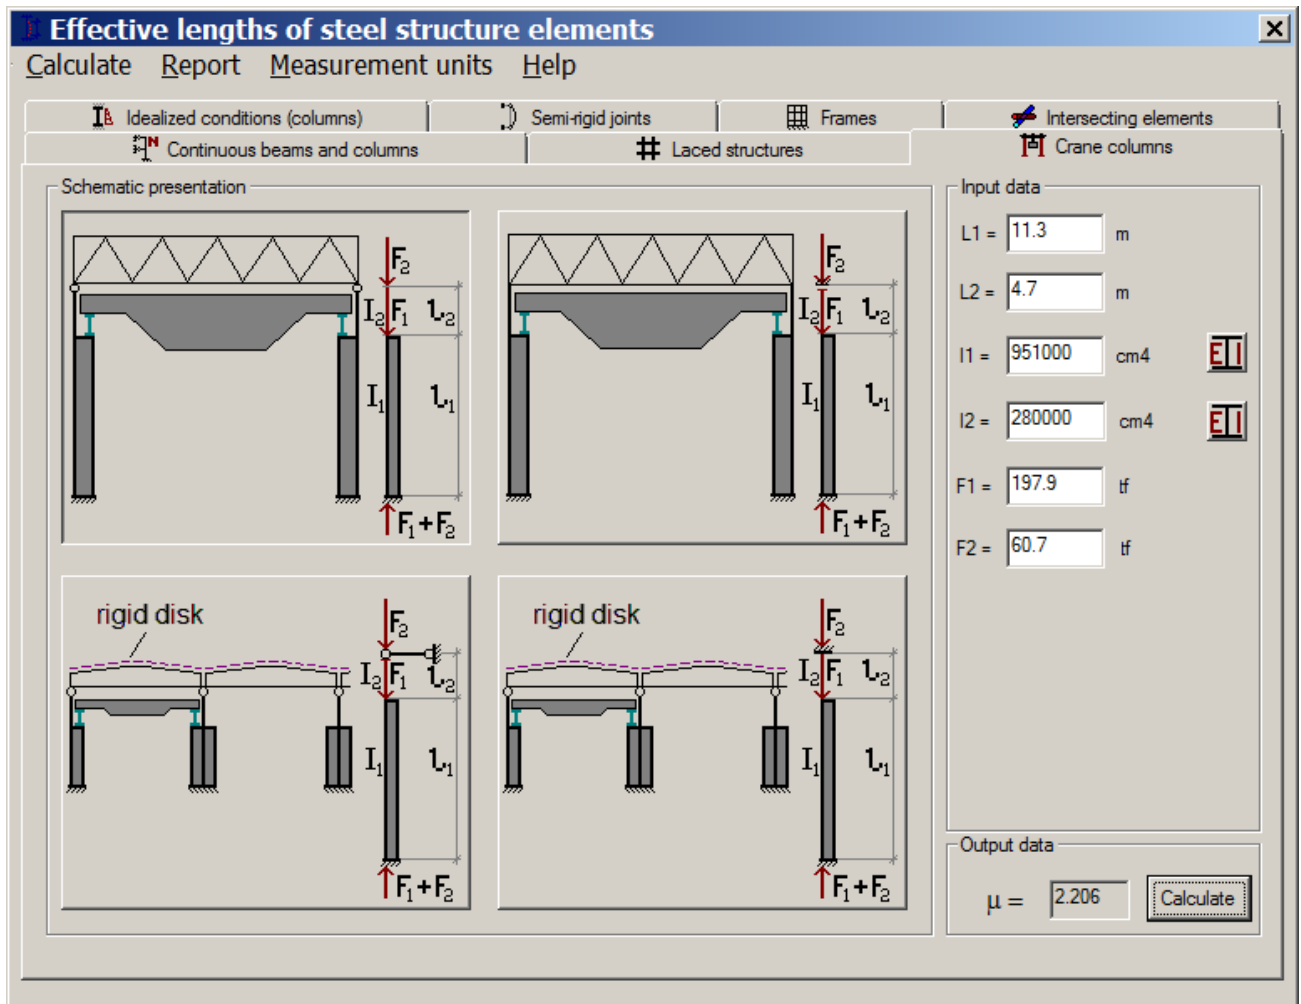 Effective lengths of steel structure elements
Calculate Report Measurement units Help
Idealized conditions (columns) Semi-rigid joints Frames Intersecting elements
Continuous beams and columns Laced structures Crane columns
Schematic presentation
F2
I2 F1 l2
I1 l1
F1+F2
F2
I2 F1 l2
I1 l1
F1+F2
rigid disk
F2
I2 F1 l2
I1 l1
F1+F2
rigid disk
F2
I2 F1 l2
I1 l1
F1+F2
Input data
L1 = 11.3 m
L2 = 4.7 m
I1 = 951000 cm4
I2 = 280000 cm4
F1 = 197.9 tf
F2 = 60.7 tf
Output data
μ = 2.206 Calculate